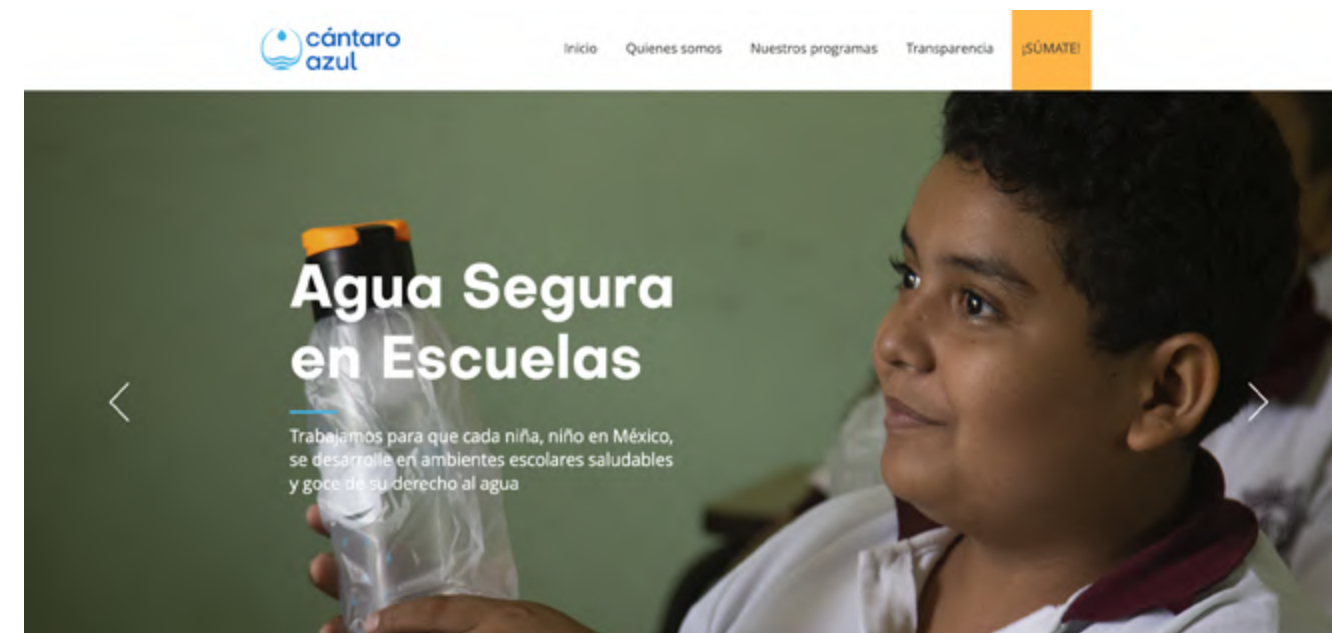 cántaro
azul
Inicio Quienes somos Nuestros programas Transparencia ¡SÚMATE!
Agua Segura
en Escuelas
Trabajamos para que cada niña, niño en México,
se desarrolle en ambientes escolares saludables
y goce de su derecho al agua